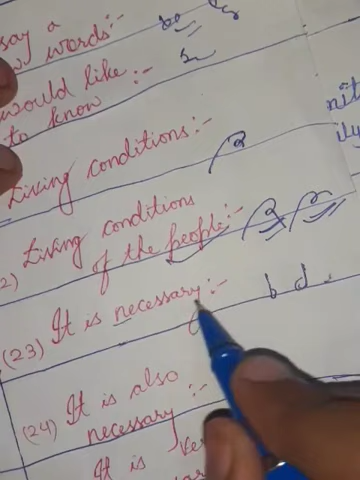 say a
words:-
would like :-
to know
Living conditions:-
2) Living conditions
of the people:-
(23) It is necessary:-
b d.
(24) It is also
necessary :-
It is